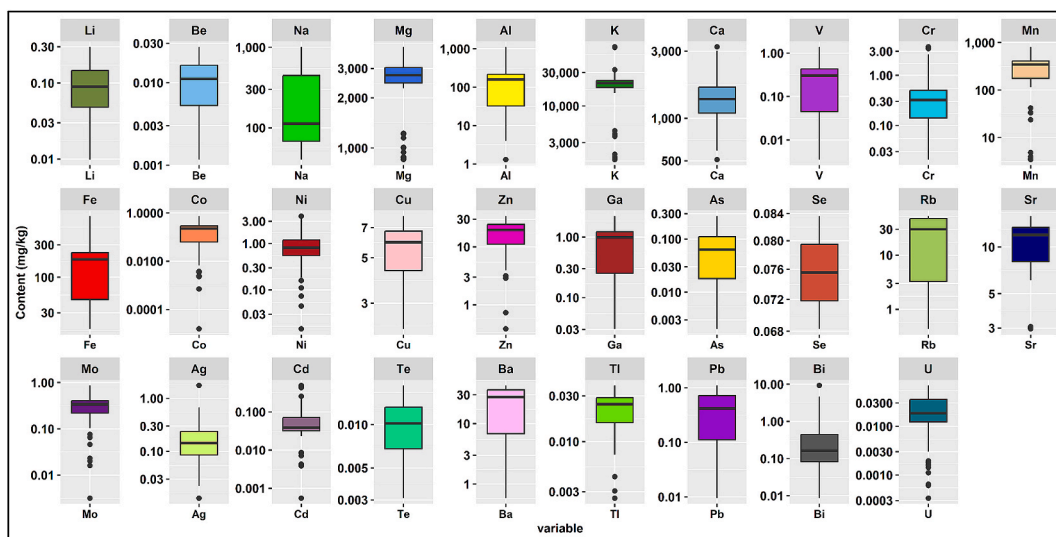 Li Be Na Mg Al K Ca V Cr Mn
0.30 0.10 0.03 0.01
0.030 0.010 0.003 0.001
1,000 300 100
3,000 2,000 1,000
1,000 100 10 1
30,000 10,000 3,000
3,000 1,000 500
1.00 0.10 0.01
3.00 1.00 0.30 0.10 0.03
1,000 100 10
Li Be Na Mg Al K Ca V Cr Mn
Content (mg/kg)
Fe Co Ni Cu Zn Ga As Se Rb Sr
300 100 30
1.0000 0.0100 0.0001
3.00 1.00 0.30 0.10 0.03
7 5 3
30 10 3 1
1.00 0.30 0.10 0.03
0.300 0.100 0.030 0.010 0.003
0.084 0.080 0.076 0.072 0.068
30 10 3 1
10 5 3
Fe Co Ni Cu Zn Ga As Se Rb Sr
Mo Ag Cd Te Ba Tl Pb Bi U
1.00 0.10 0.01
1.00 0.30 0.10 0.03
0.100 0.010 0.001
0.010 0.005 0.003
30 10 3 1
0.030 0.010 0.003
1.00 0.10 0.01
10.00 1.00 0.10 0.01
0.0300 0.0100 0.0030 0.0010 0.0003
Mo Ag Cd Te Ba Tl Pb Bi U
variable